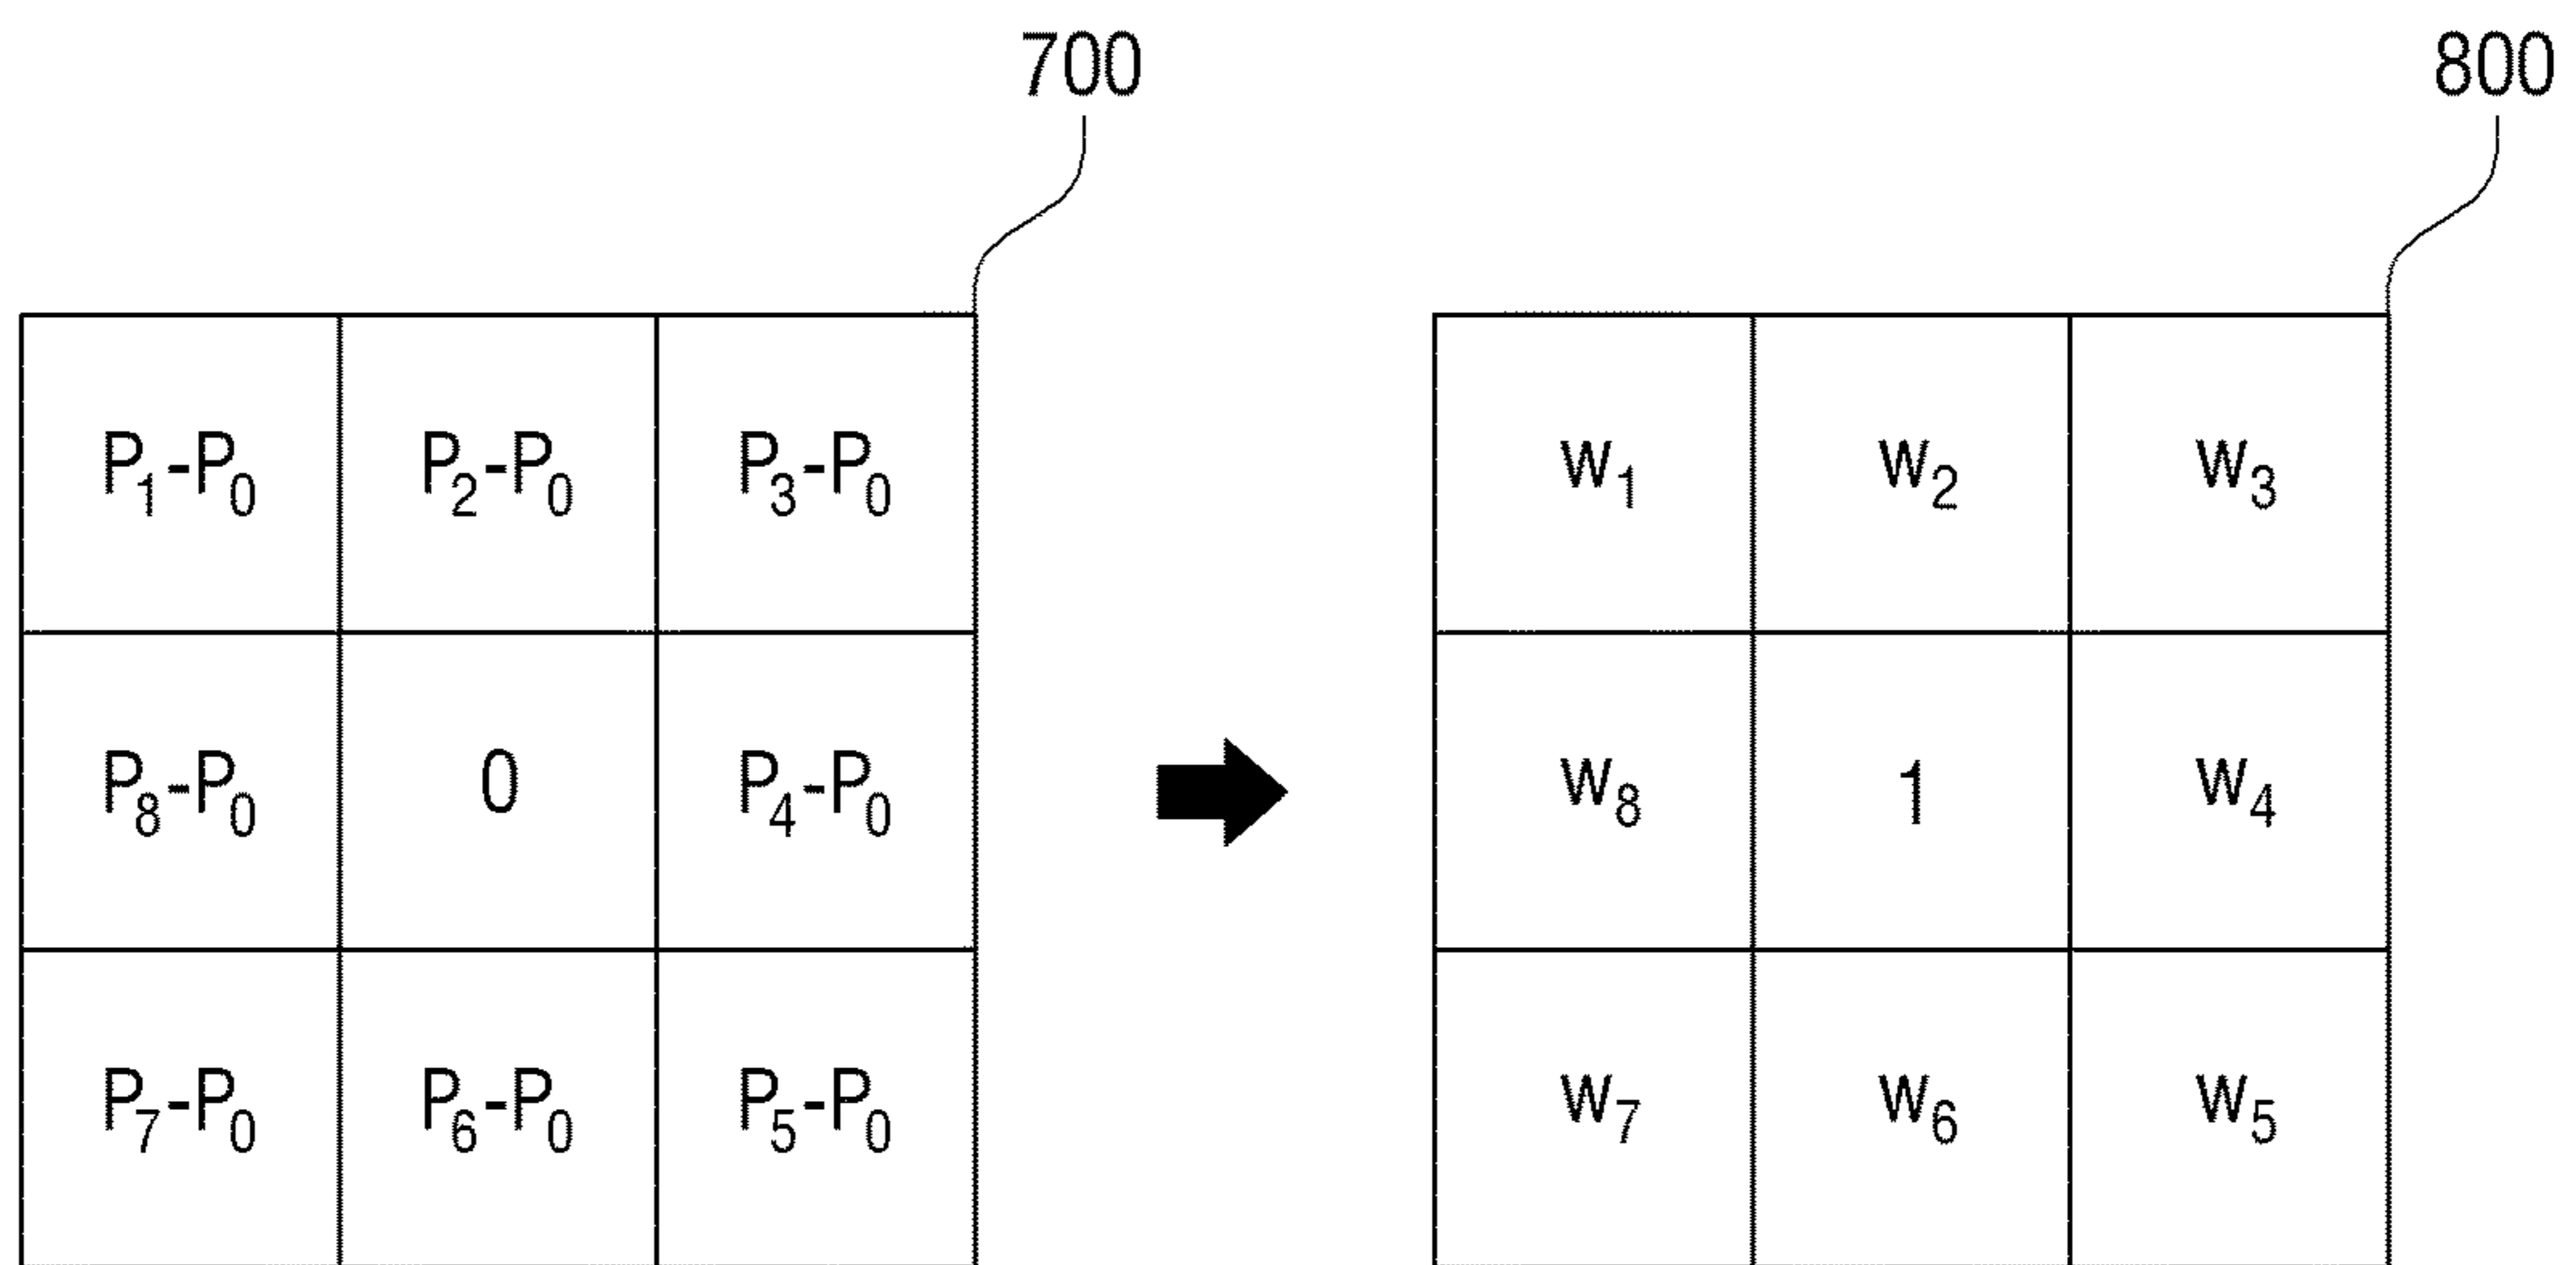 700 800
P₁-P₀ P₂-P₀ P₃-P₀ W₁ W₂ W₃
P₈-P₀ 0 P₄-P₀ W₈ 1 W₄
P₇-P₀ P₆-P₀ P₅-P₀ W₇ W₆ W₅